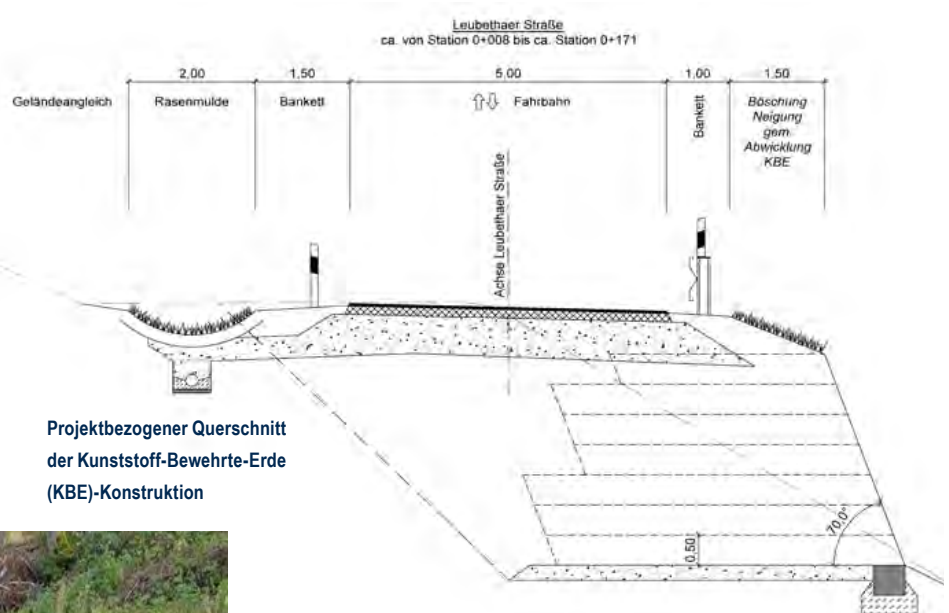 Leubethaer Straße
ca. von Station 0+008 bis ca. Station 0+171
2,00
1,50
5,00
1,00
1,50
Geländeangleich
Rasenmulde
Bankett
Fahrbahn
Bankett
Böschung
Neigung
gem.
Abwicklung
KBE
Achse Leubethaer Straße
Projektbezogener Querschnitt
der Kunststoff-Bewehrte-Erde
(KBE)-Konstruktion
0,50
70,0°